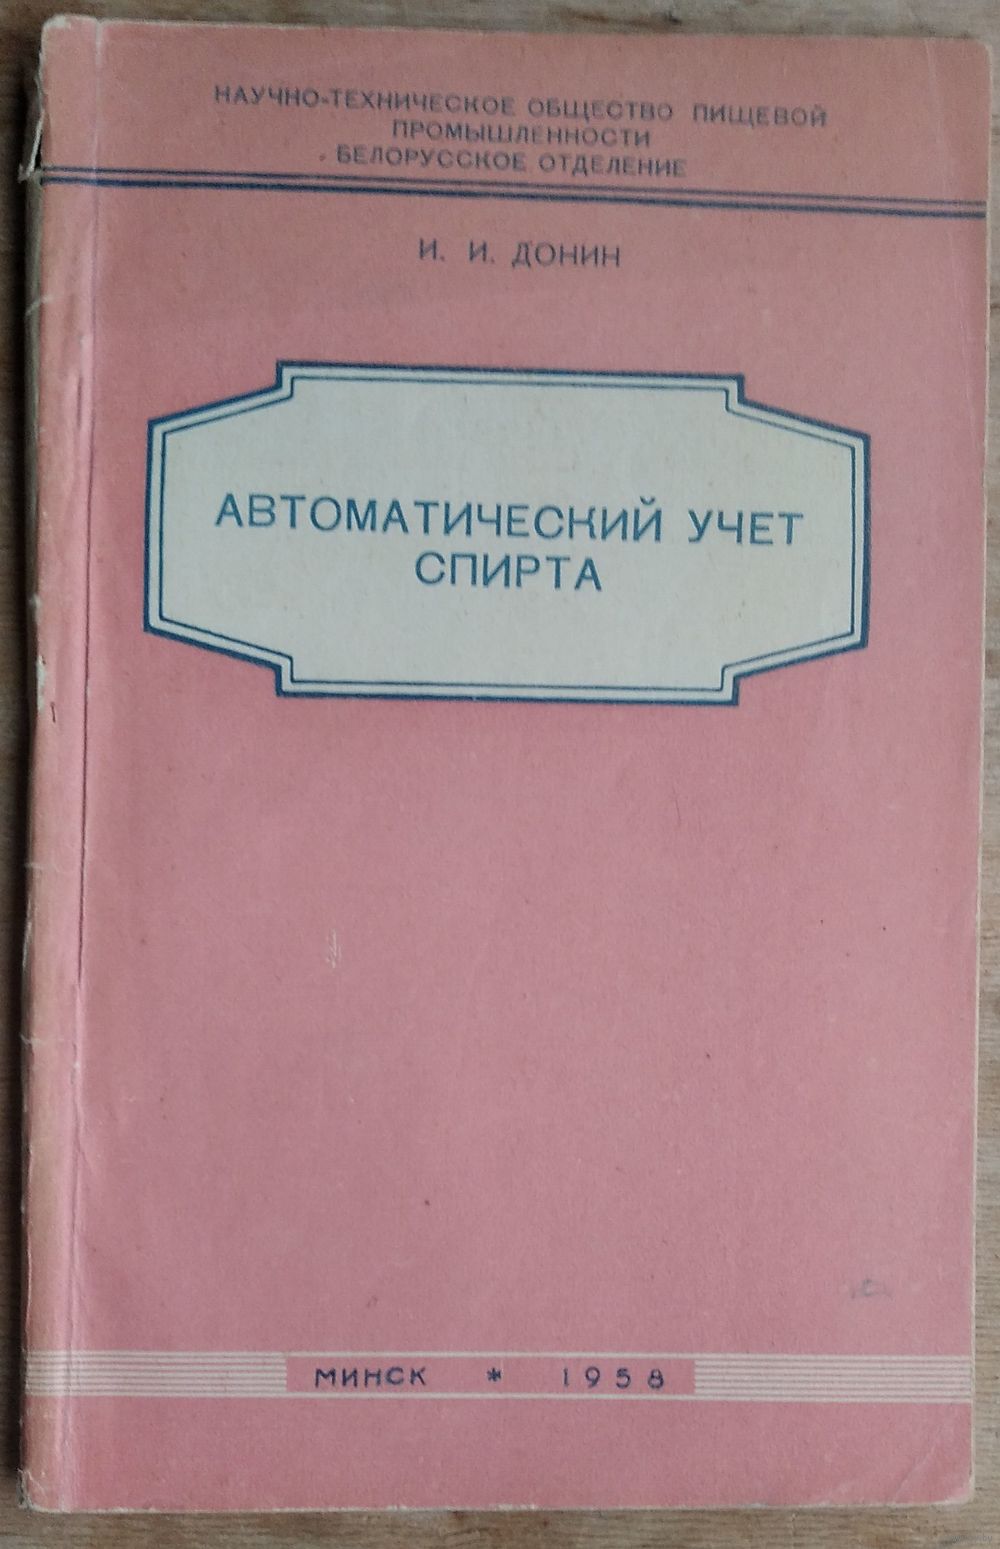 НАУЧНО-ТЕХНИЧЕСКОЕ ОБЩЕСТВО ПИЩЕВОЙ
ПРОМЫШЛЕННОСТИ
БЕЛОРУССКОЕ ОТДЕЛЕНИЕ
И. И. ДОНИН
АВТОМАТИЧЕСКИЙ УЧЕТ
СПИРТА
МИНСК * 1958